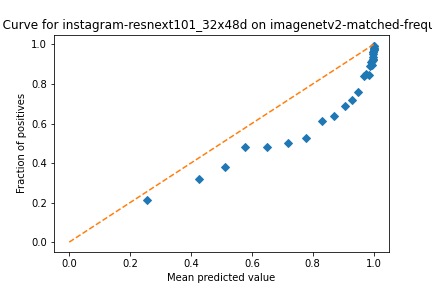 Curve for instagram-resnext101_32x48d on imagenetv2-matched-frequ
1.0
0.8
0.6
0.4
0.2
0.0
Fraction of positives
0.0 0.2 0.4 0.6 0.8 1.0
Mean predicted value